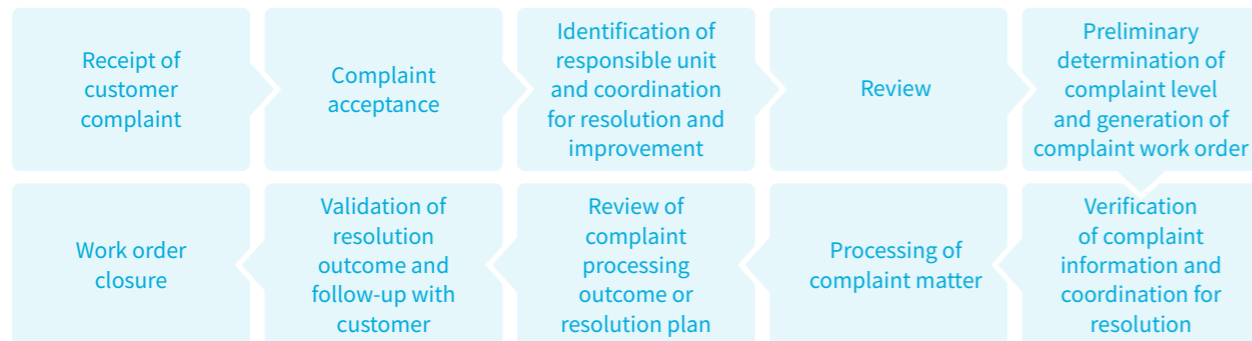 Receipt of
customer
complaint
Complaint
acceptance
Identification of
responsible unit
and coordination
for resolution and
improvement
Review
Preliminary
determination of
complaint level
and generation of
complaint work order
Verification
of complaint
information and
coordination for
resolution
Processing of
complaint matter
Review of
complaint
processing
outcome or
resolution plan
Validation of
resolution
outcome and
follow-up with
customer
Work order
closure